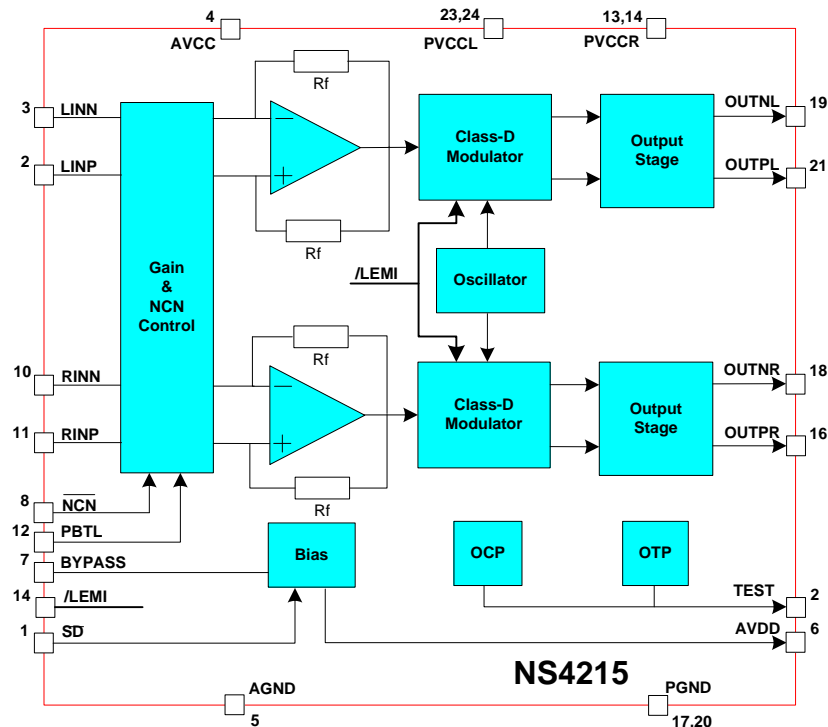 4
AVCC
23,24
PVCCL
13,14
PVCCR
Rf
3
LINN
2
LINP
Class-D
Modulator
Output
Stage
OUTNL
19
OUTPL
21
Rf
Gain
&
NCN
Control
/LEMI
Oscillator
Rf
10
RINN
11
RINP
Class-D
Modulator
Output
Stage
OUTNR
18
OUTPR
16
Rf
8
NCN
12
PBTL
7
BYPASS
14
/LEMI
1
SD
Bias
OCP
OTP
TEST
2
AVDD
6
NS4215
AGND
5
PGND
17,20